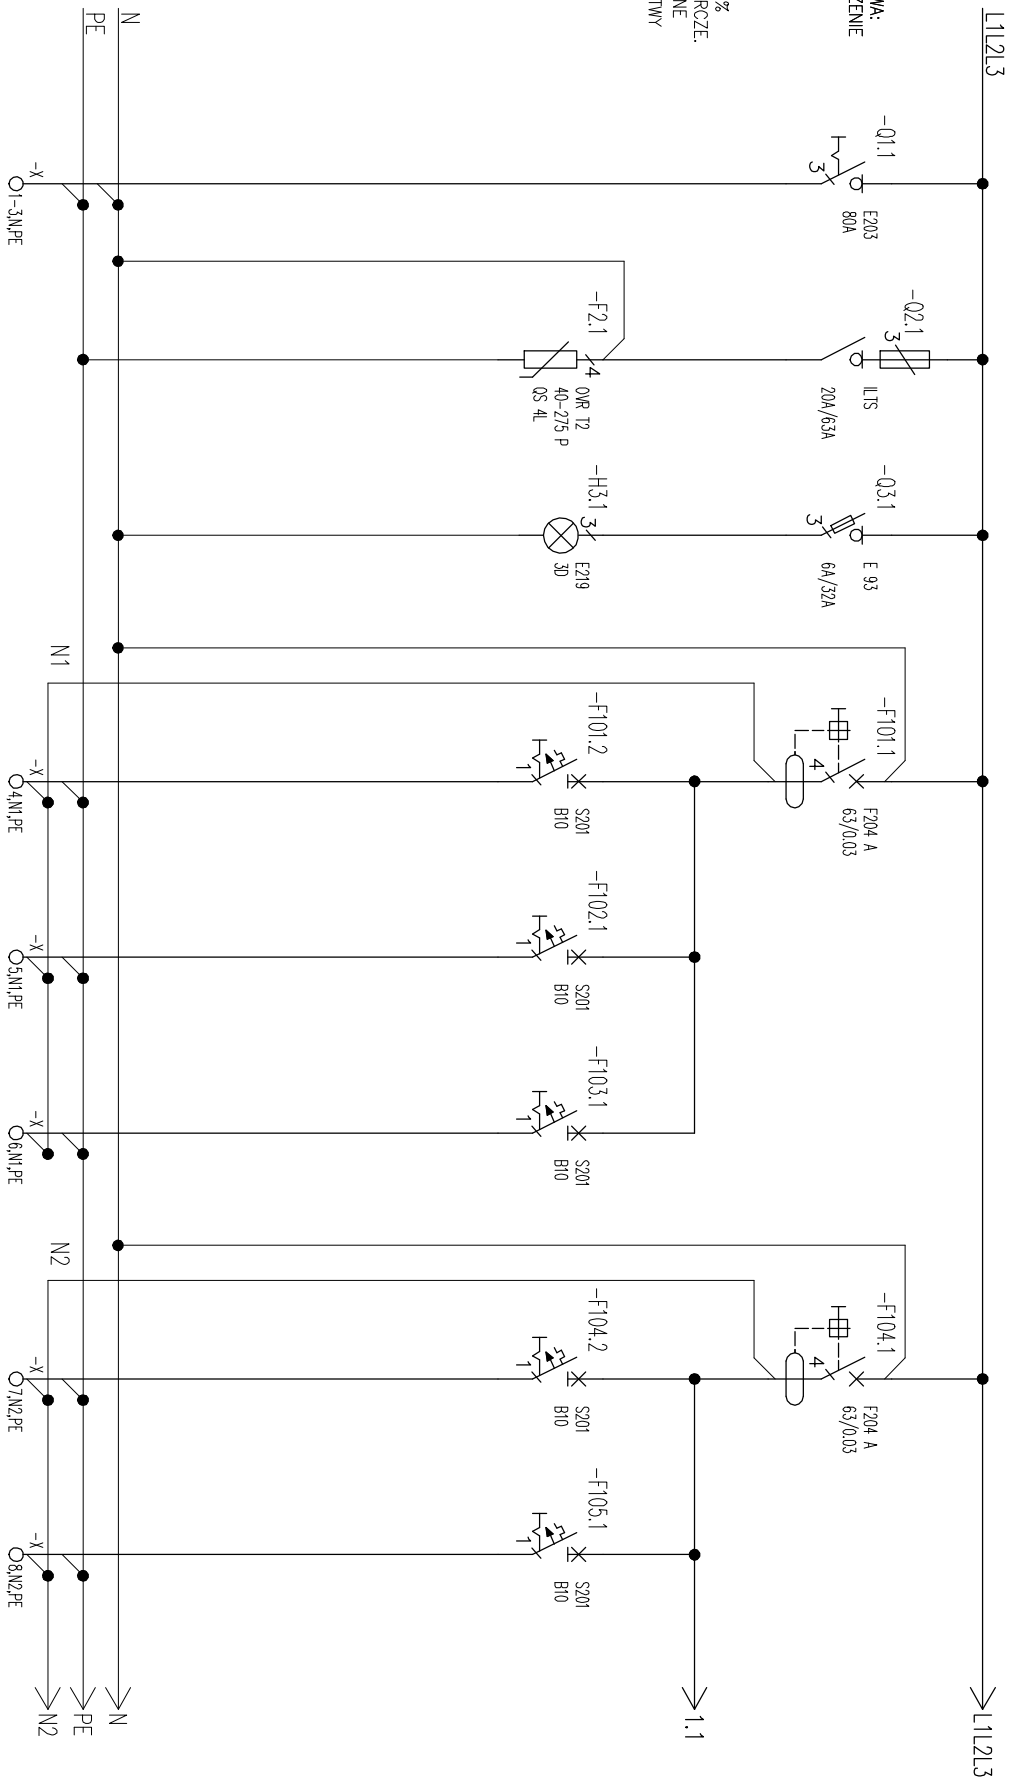 WA:
ZENIE
%
RCZE.
NE
TWY
L1L2L3
L1L2L3
-Q1.1
3
E203
80A
-Q2.1
3
ILTS
20A/63A
-Q3.1
3
E 93
6A/32A
-F101.1
4
F204 A
63/0.03
-F104.1
4
F204 A
63/0.03
1.1
-F2.1
4
OVR T2
40-275 P
QS 4L
-H3.1
3
E219
3D
-F101.2
1
S201
B10
-F102.1
1
S201
B10
-F103.1
1
S201
B10
-F104.2
1
S201
B10
-F105.1
1
S201
B10
N
N
PE
PE
N1
N2
N2
-X
1-3,N,PE
-X
4,N1,PE
-X
5,N1,PE
-X
6,N1,PE
-X
7,N2,PE
-X
8,N2,PE